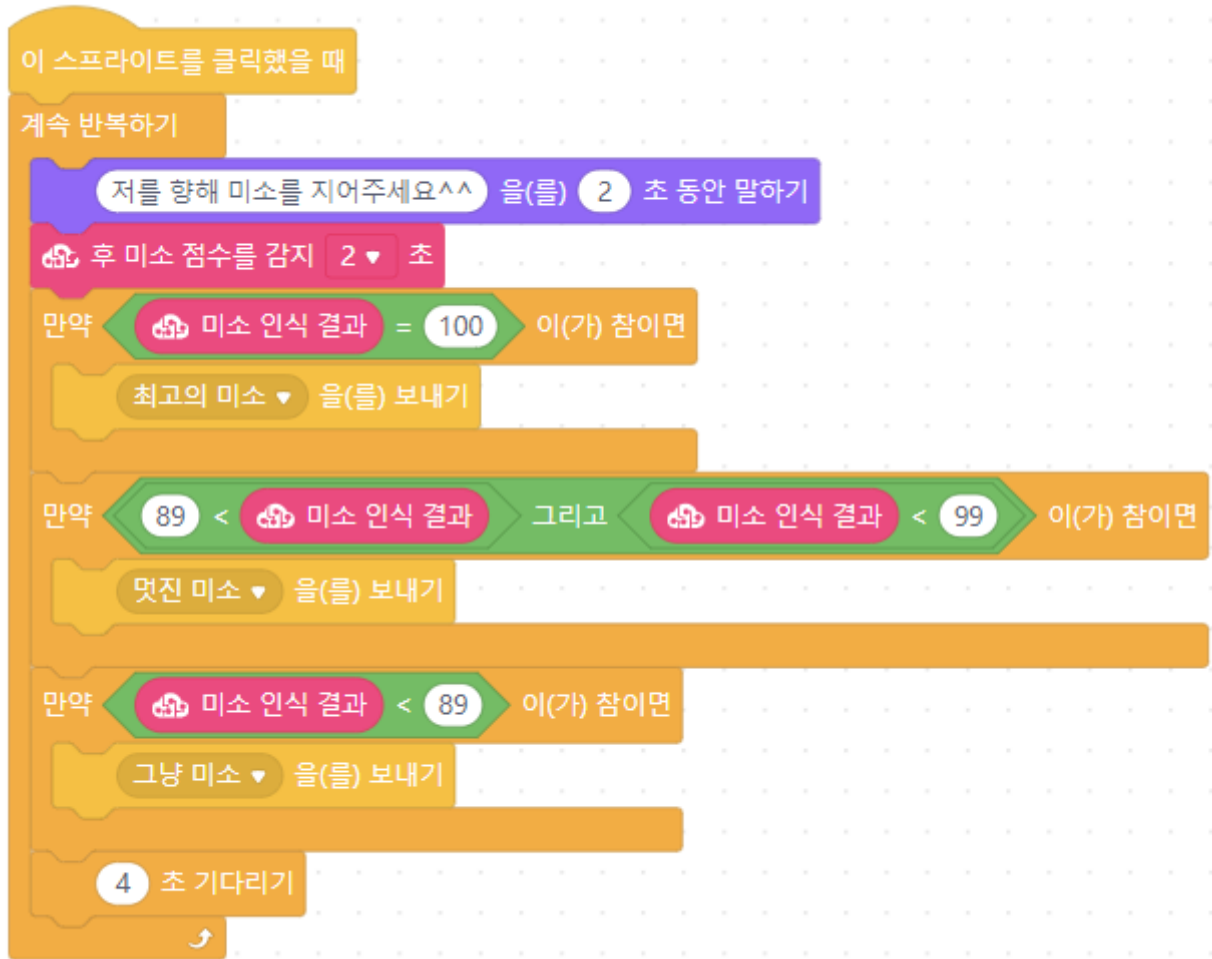 이 스프라이트를 클릭했을 때
계속 반복하기
저를 향해 미소를 지어주세요^^ 을(를) 2 초 동안 말하기
후 미소 점수를 감지 2 초
만약 미소 인식 결과 = 100 이(가) 참이면
최고의 미소 을(를) 보내기
만약 89 < 미소 인식 결과 그리고 미소 인식 결과 < 99 이(가) 참이면
멋진 미소 을(를) 보내기
만약 미소 인식 결과 < 89 이(가) 참이면
그냥 미소 을(를) 보내기
4 초 기다리기